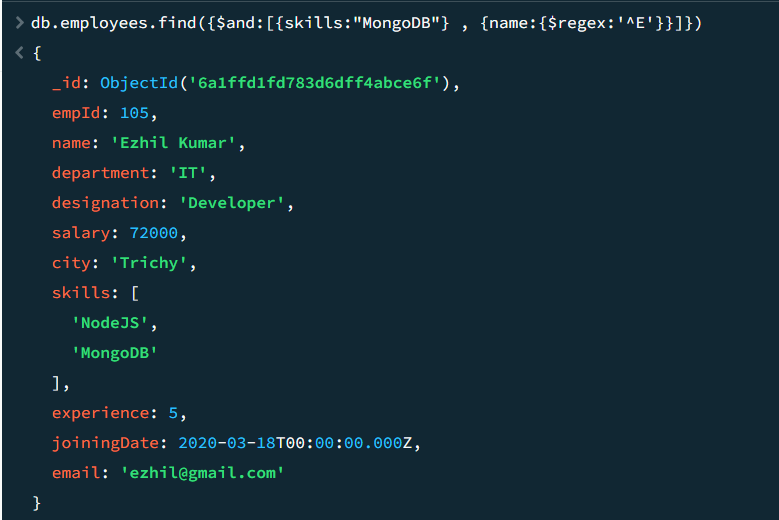 > db.employees.find({$and:[{skills:"MongoDB"} , {name:{$regex:'^E'}}]})
< {
_id: ObjectId('6a1ffd1fd783d6dff4abce6f'),
empId: 105,
name: 'Ezhil Kumar',
department: 'IT',
designation: 'Developer',
salary: 72000,
city: 'Trichy',
skills: [
'NodeJS',
'MongoDB'
],
experience: 5,
joiningDate: 2020-03-18T00:00:00.000Z,
email: 'ezhil@gmail.com'
}